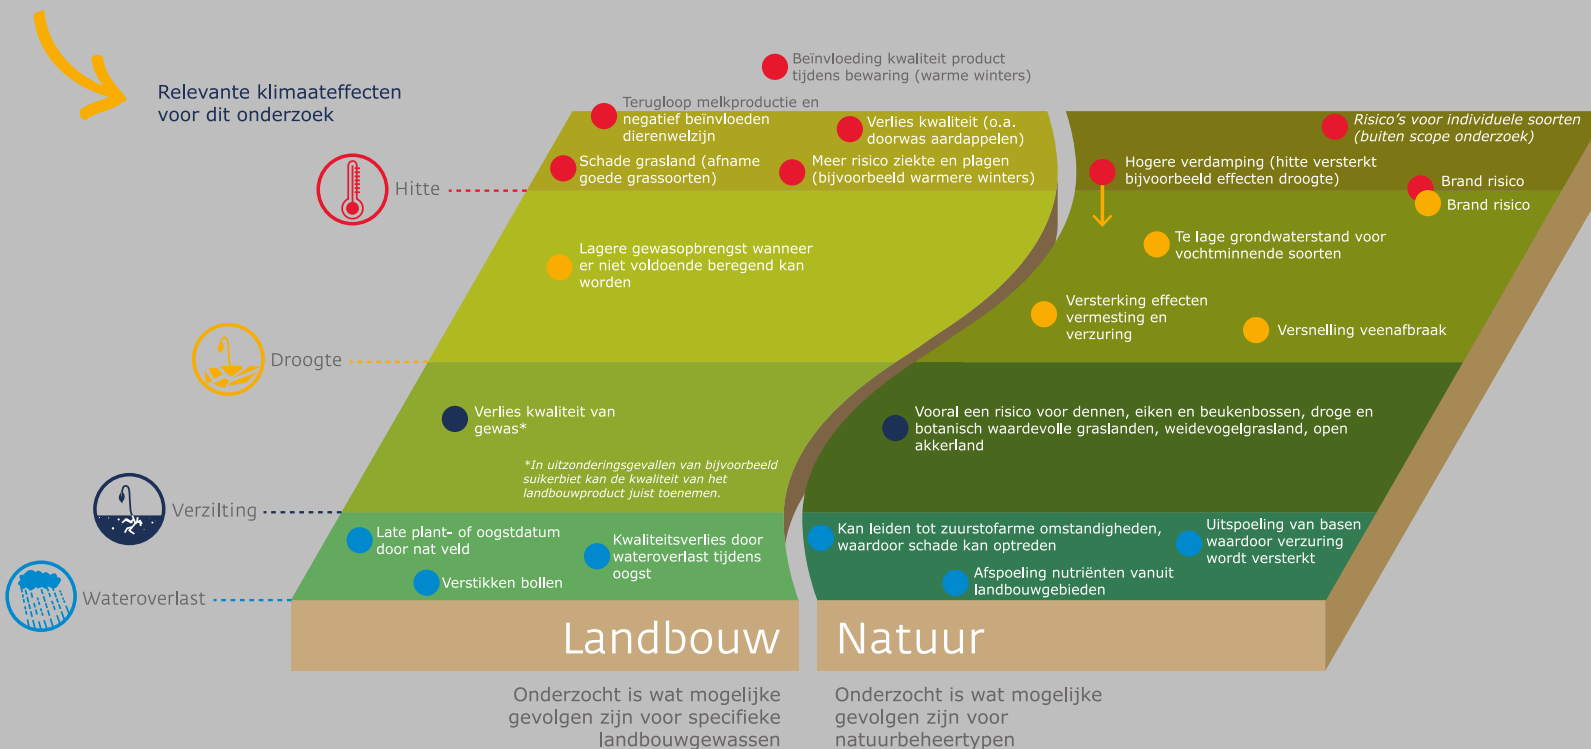 Relevante klimaateffecten
voor dit onderzoek
Beïnvloeding kwaliteit product
tijdens bewaring (warme winters)
Terugloop melkproductie en
negatief beïnvloeden
dierenwelzijn
Verlies kwaliteit (o.a.
doorwas aardappelen)
Schade grasland (afname
goede grassoorten)
Meer risico ziekte en plagen
(bijvoorbeeld warmere winters)
Risico's voor individuele soorten
(buiten scope onderzoek)
Hogere verdamping (hitte versterkt
bijvoorbeeld effecten droogte)
Brand risico
Brand risico
Hitte
Lagere gewasopbrengst wanneer
er niet voldoende beregend kan
worden
Te lage grondwaterstand voor
vochtminnende soorten
Versterking effecten
vermesting en
verzuring
Versnelling veenafbraak
Droogte
Verlies kwaliteit van
gewas*
*In uitzonderingsgevallen van bijvoorbeeld
suikerbiet kan de kwaliteit van het
landbouwproduct juist toenemen.
Vooral een risico voor dennen, eiken en beukenbossen, droge en
botanisch waardevolle graslanden, weidevogelgrasland, open
akkerland
Verzilting
Late plant- of oogstdatum
door nat veld
Verstikken bollen
Kwaliteitsverlies door
wateroverlast tijdens
oogst
Kan leiden tot zuurstofarme omstandigheden,
waardoor schade kan optreden
Afspoeling nutriënten vanuit
landbouwgebieden
Uitspoeling van basen
waardoor verzuring
wordt versterkt
Wateroverlast
Landbouw
Natuur
Onderzocht is wat mogelijke
gevolgen zijn voor specifieke
landbouwgewassen
Onderzocht is wat mogelijke
gevolgen zijn voor
natuurbeheertypen